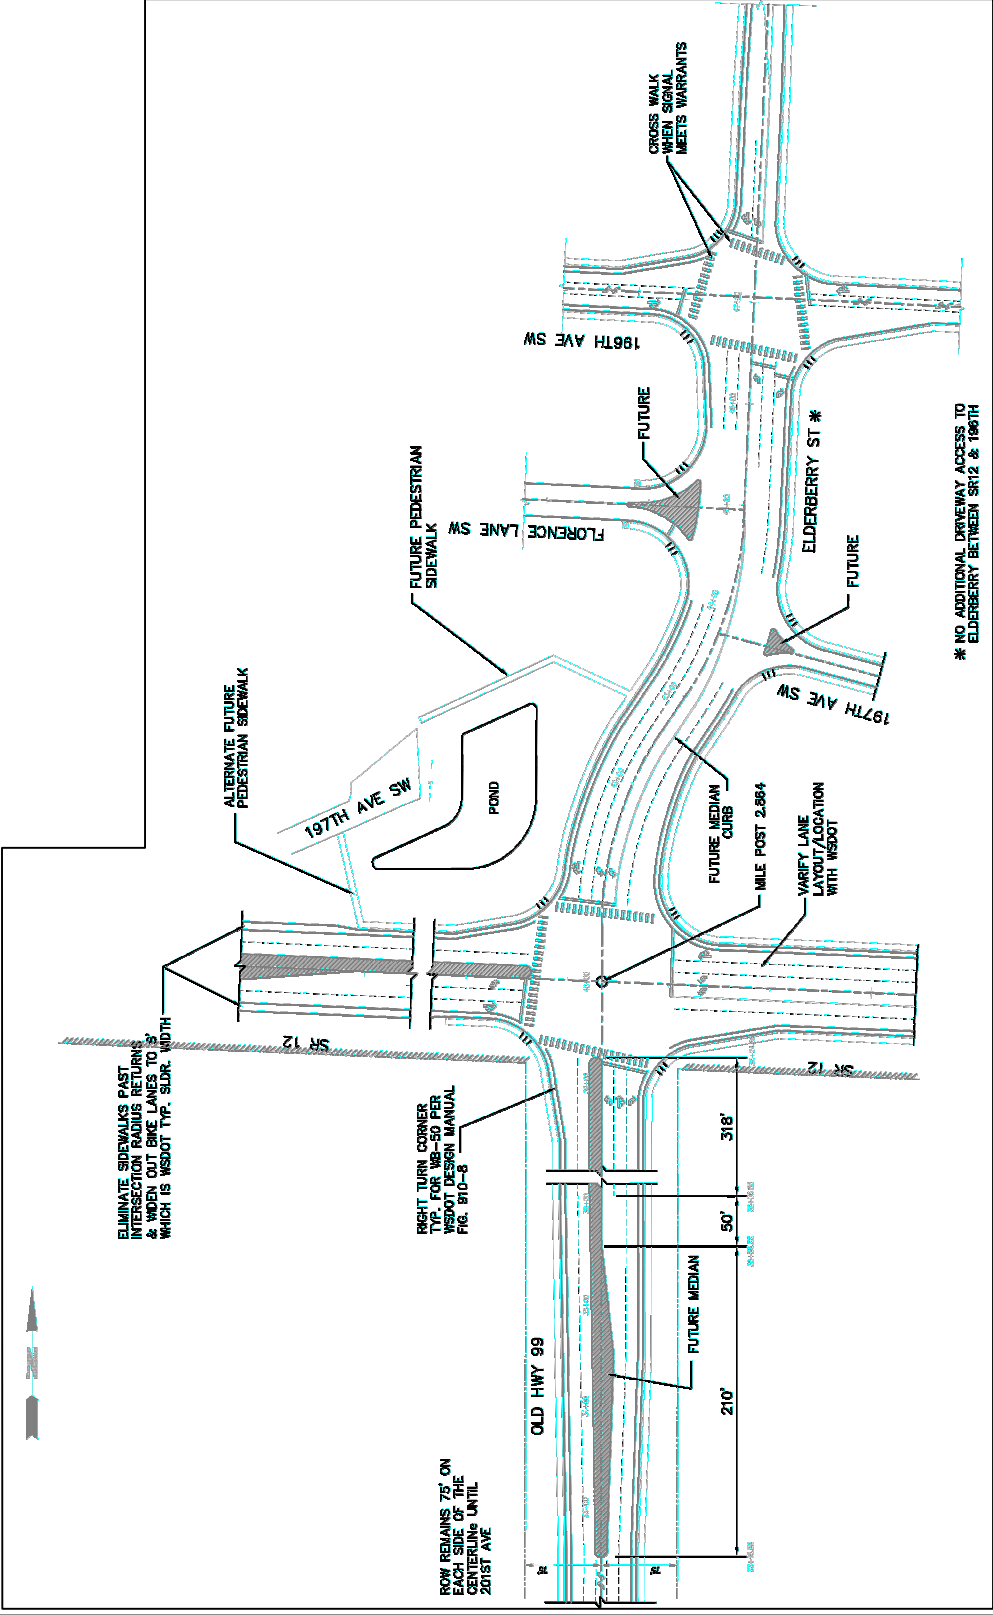 CROSS WALK
WHEN SIGNAL
MEETS WARRANTS
196TH AVE SW
FUTURE
FUTURE PEDESTRIAN
SIDEWALK
FLORENCE LANE SW
ELDERBERRY ST *
FUTURE
* NO ADDITIONAL DRIVEWAY ACCESS TO
ELDERBERRY BETWEEN SR12 & 196TH
197TH AVE SW
ALTERNATE FUTURE
PEDESTRIAN SIDEWALK
197TH AVE SW
POND
FUTURE MEDIAN
CURB
MILE POST 2.664
VARIFY LANE
LAYOUT/LOCATION
WITH WSDOT
ELIMINATE SIDEWALKS PAST
INTERSECTION RADIUS RETURNS
& WIDEN OUT BIKE LANES TO 8'
WHICH IS WSDOT TYP. SLDR. WIDTH
SR 12
SR 12
RIGHT TURN CORNER
TYP. FOR WB-50 PER
WSDOT DESIGN MANUAL
FIG. 910-8
318'
50'
210'
FUTURE MEDIAN
OLD HWY 99
ROW REMAINS 75' ON
EACH SIDE OF THE
CENTERLINe UNTIL
201ST AVE